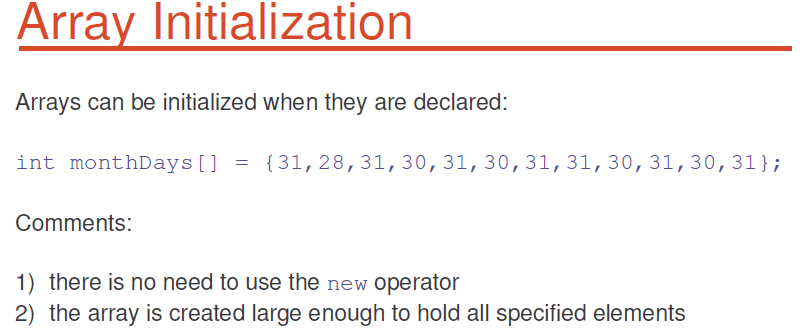 Array Initialization
Arrays can be initialized when they are declared:
int monthDays[] = {31,28,31,30,31,30,31,31,30,31,30,31};
Comments:
1) there is no need to use the new operator
2) the array is created large enough to hold all specified elements